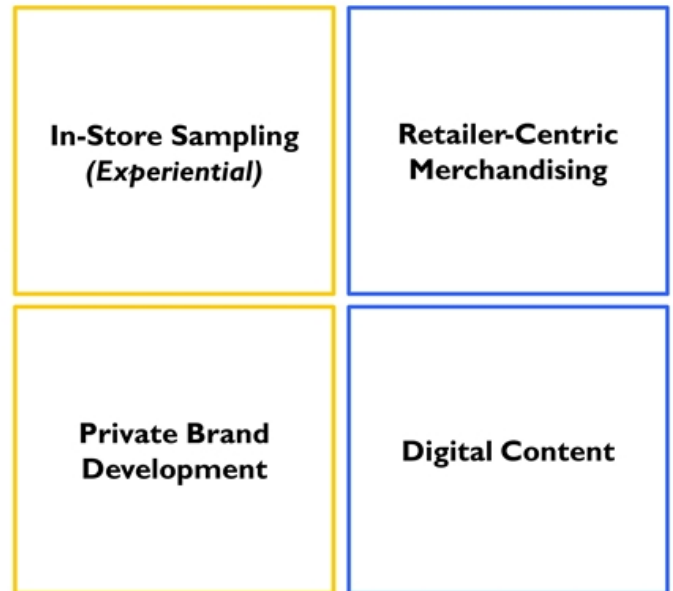 In-Store Sampling
(Experiential)
Retailer-Centric
Merchandising
Private Brand
Development
Digital Content